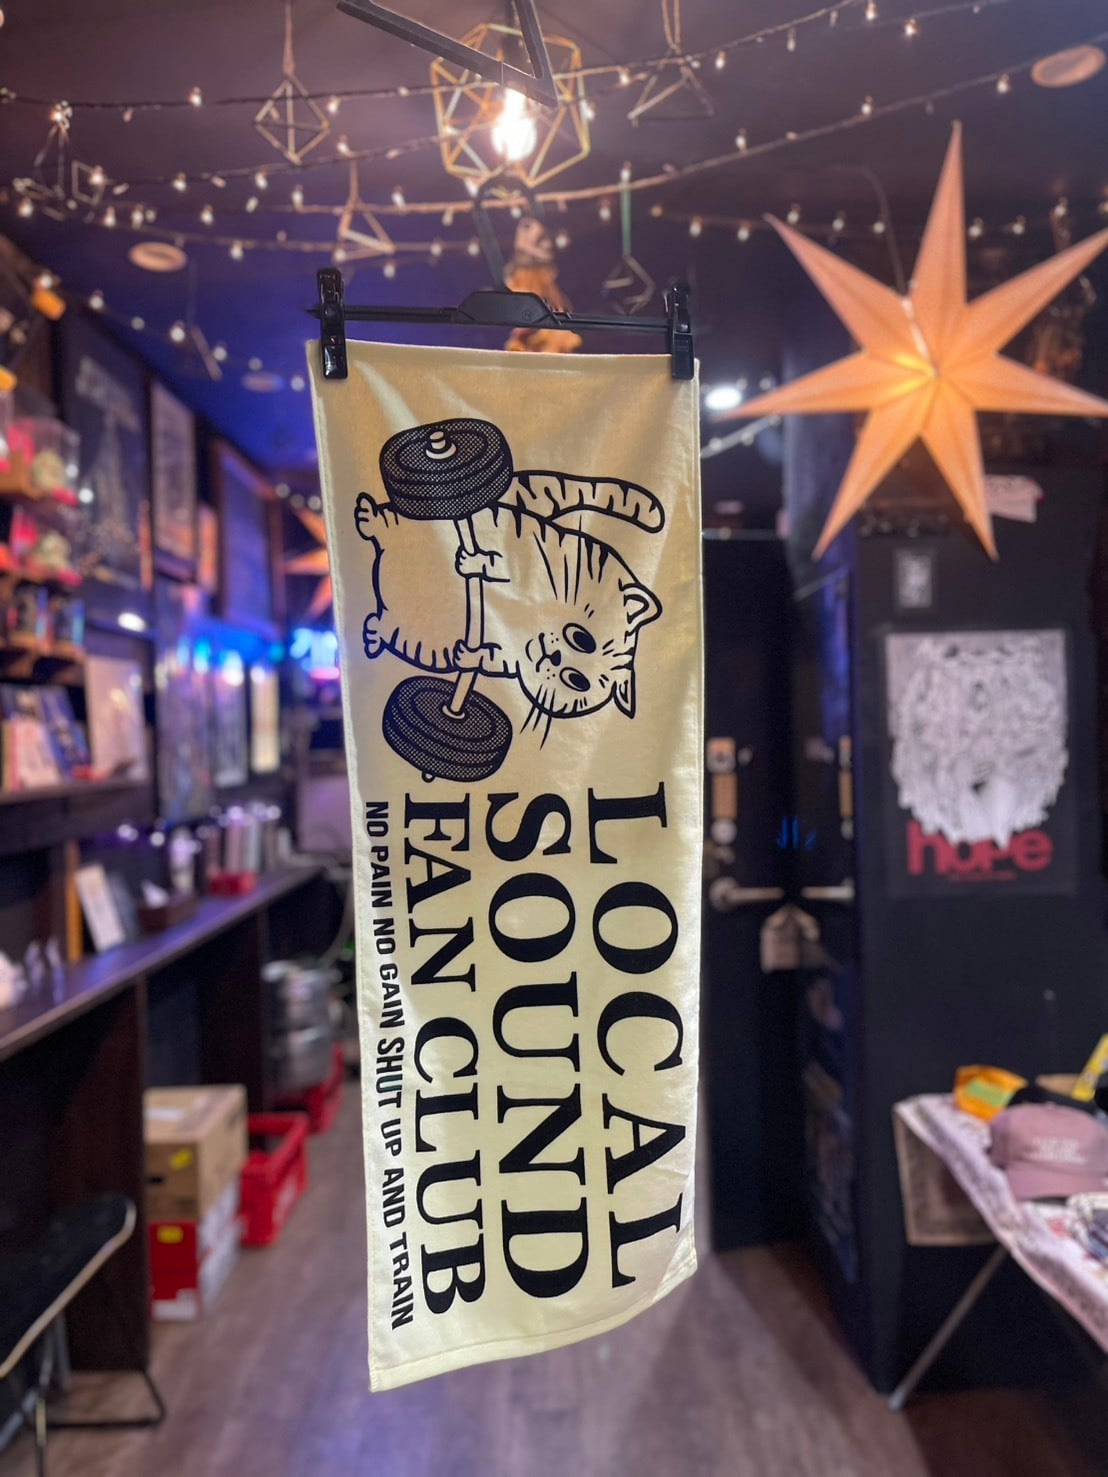 LOCAL
SOUND
FAN CLUB
NO PAIN NO GAIN SHUT UP AND TRAIN
hope